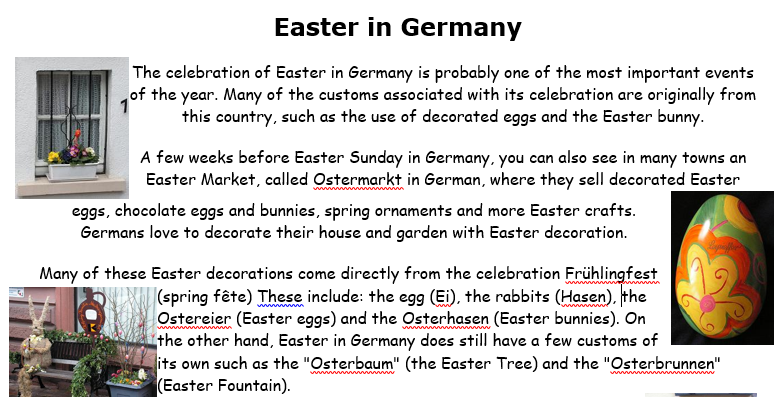 Easter in Germany
The celebration of Easter in Germany is probably one of the most important events
of the year. Many of the customs associated with its celebration are originally from
this country, such as the use of decorated eggs and the Easter bunny.
A few weeks before Easter Sunday in Germany, you can also see in many towns an
Easter Market, called Ostermarkt in German, where they sell decorated Easter
eggs, chocolate eggs and bunnies, spring ornaments and more Easter crafts.
Germans love to decorate their house and garden with Easter decoration.
Many of these Easter decorations come directly from the celebration Frühlingfest
(spring fête) These include: the egg (Ei), the rabbits (Hasen), the
Ostereier (Easter eggs) and the Osterhasen (Easter bunnies). On
the other hand, Easter in Germany does still have a few customs of
its own such as the "Osterbaum" (the Easter Tree) and the "Osterbrunnen"
(Easter Fountain).